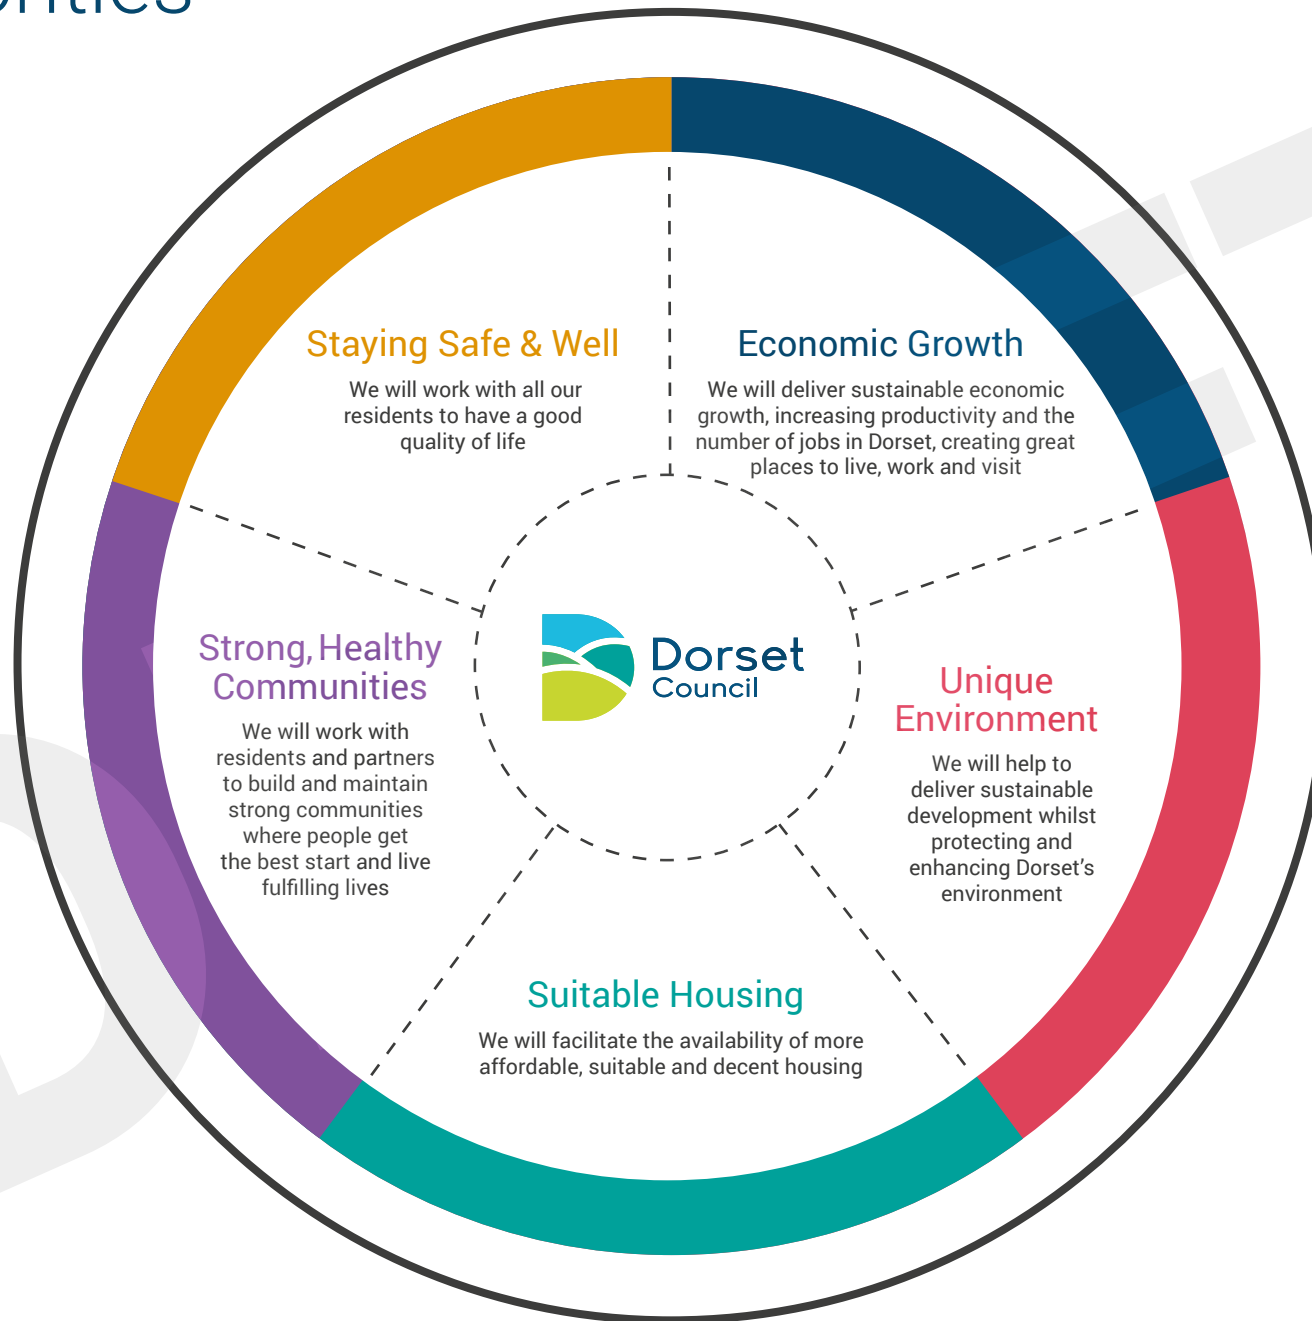 Staying Safe & Well
We will work with all our
residents to have a good
quality of life
Economic Growth
We will deliver sustainable economic
growth, increasing productivity and the
number of jobs in Dorset, creating great
places to live, work and visit
Strong, Healthy
Communities
We will work with
residents and partners
to build and maintain
strong communities
where people get
the best start and live
fulfilling lives
Dorset
Council
Unique
Environment
We will help to
deliver sustainable
development whilst
protecting and
enhancing Dorset's
environment
Suitable Housing
We will facilitate the availability of more
affordable, suitable and decent housing